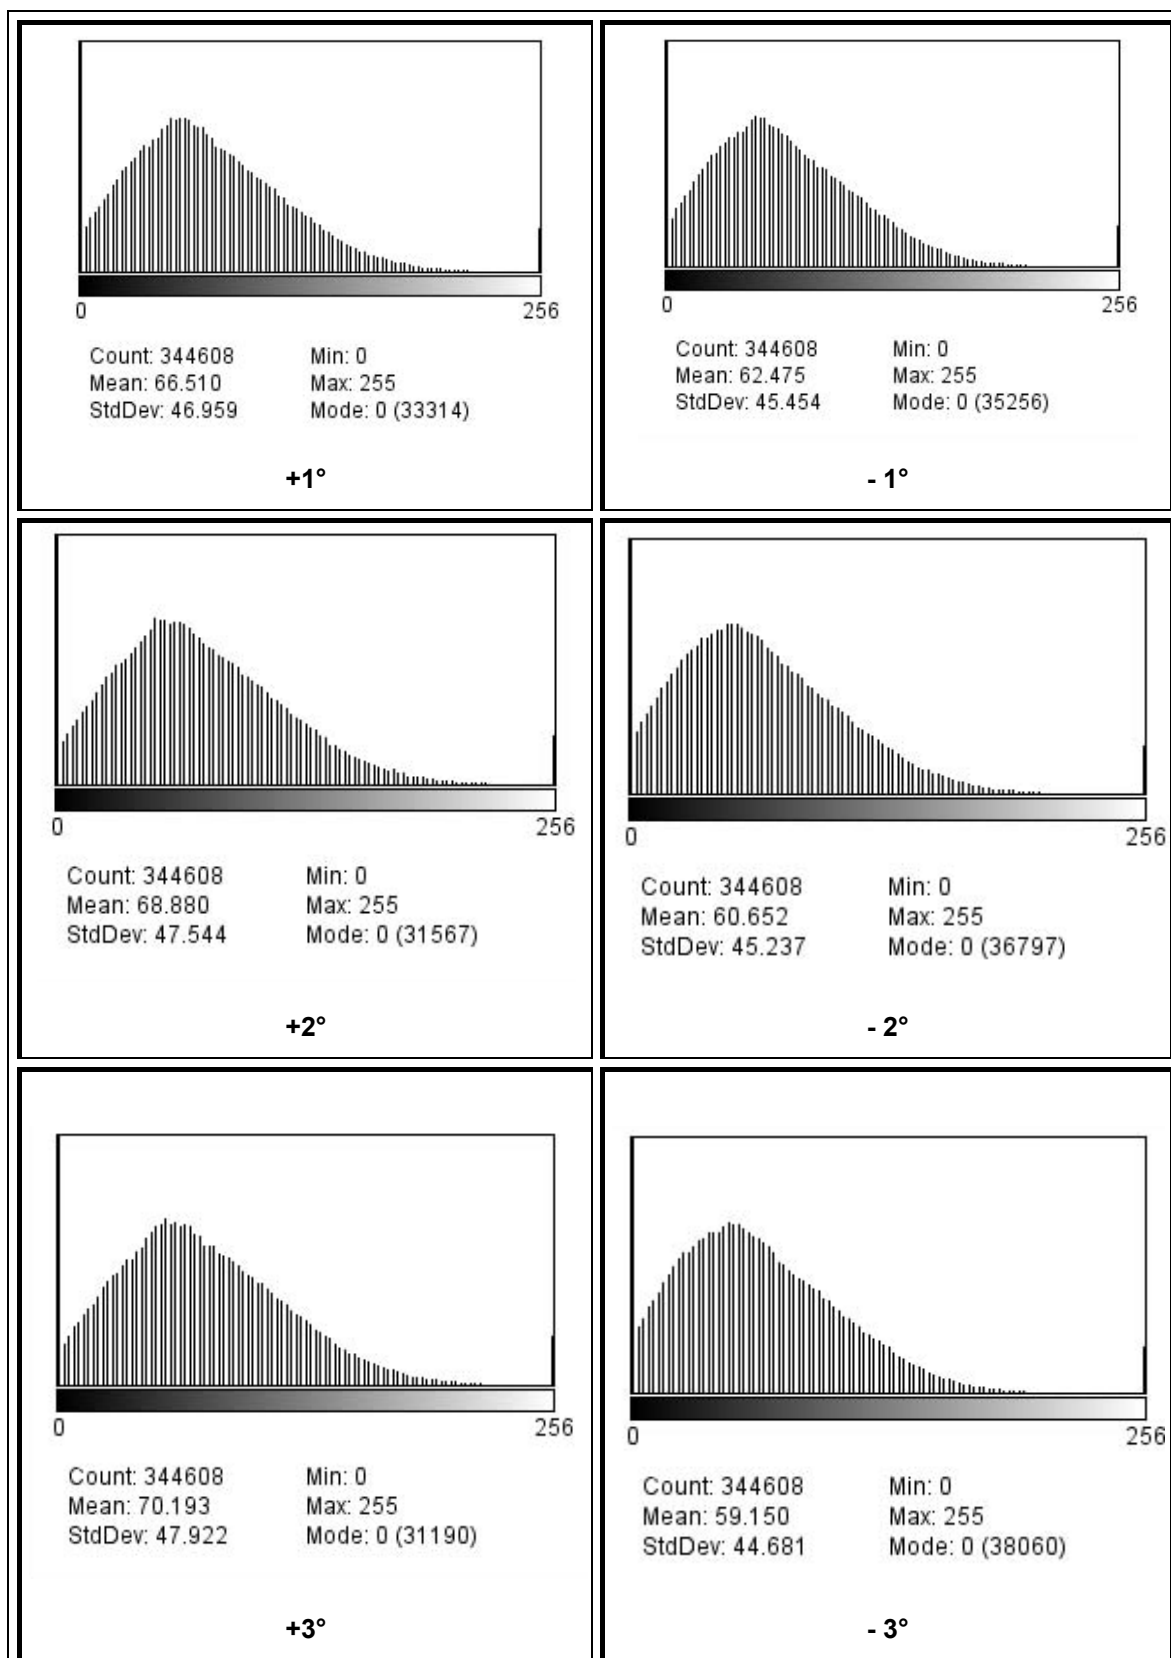 0 256
Count: 344608 Min: 0
Mean: 66.510 Max: 255
StdDev: 46.959 Mode: 0 (33314)
+1°
0 256
Count: 344608 Min: 0
Mean: 62.475 Max: 255
StdDev: 45.454 Mode: 0 (35256)
- 1°
0 256
Count: 344608 Min: 0
Mean: 68.880 Max: 255
StdDev: 47.544 Mode: 0 (31567)
+2°
0 256
Count: 344608 Min: 0
Mean: 60.652 Max: 255
StdDev: 45.237 Mode: 0 (36797)
- 2°
0 256
Count: 344608 Min: 0
Mean: 70.193 Max: 255
StdDev: 47.922 Mode: 0 (31190)
+3°
0 256
Count: 344608 Min: 0
Mean: 59.150 Max: 255
StdDev: 44.681 Mode: 0 (38060)
- 3°